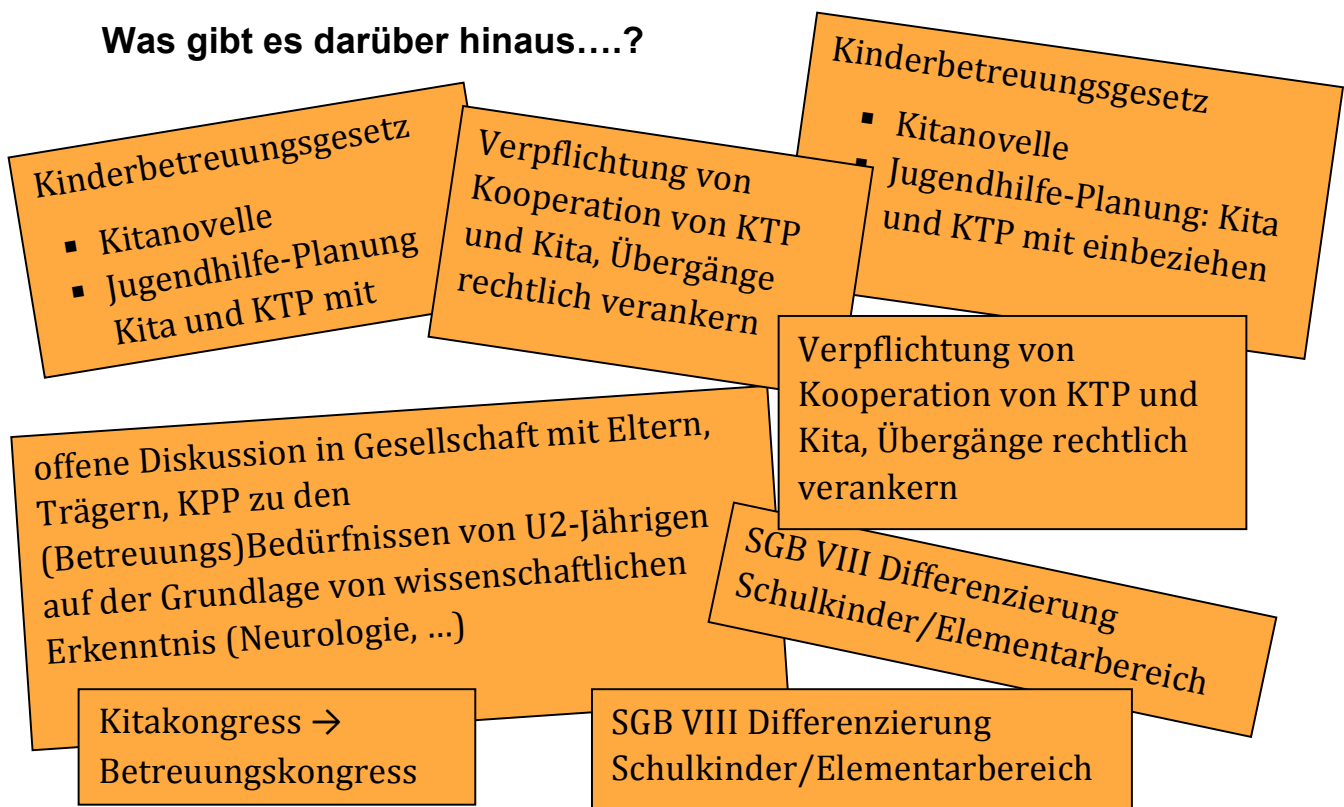 Was gibt es darüber hinaus….?
Kinderbetreuungsgesetz
▪ Kitanovelle
▪ Jugendhilfe-Planung
Kita und KTP mit
Verpflichtung von
Kooperation von KTP
und Kita, Übergänge
rechtlich verankern
Kinderbetreuungsgesetz
▪ Kitanovelle
▪ Jugendhilfe-Planung: Kita
und KTP mit einbeziehen
Verpflichtung von
Kooperation von KTP und
Kita, Übergänge rechtlich
verankern
offene Diskussion in Gesellschaft mit Eltern,
Trägern, KPP zu den
(Betreuungs)Bedürfnissen von U2-Jährigen
auf der Grundlage von wissenschaftlichen
Erkenntnis (Neurologie, …)
SGB VIII Differenzierung
Schulkinder/Elementarbereich
Kitakongress →
Betreuungskongress
SGB VIII Differenzierung
Schulkinder/Elementarbereich